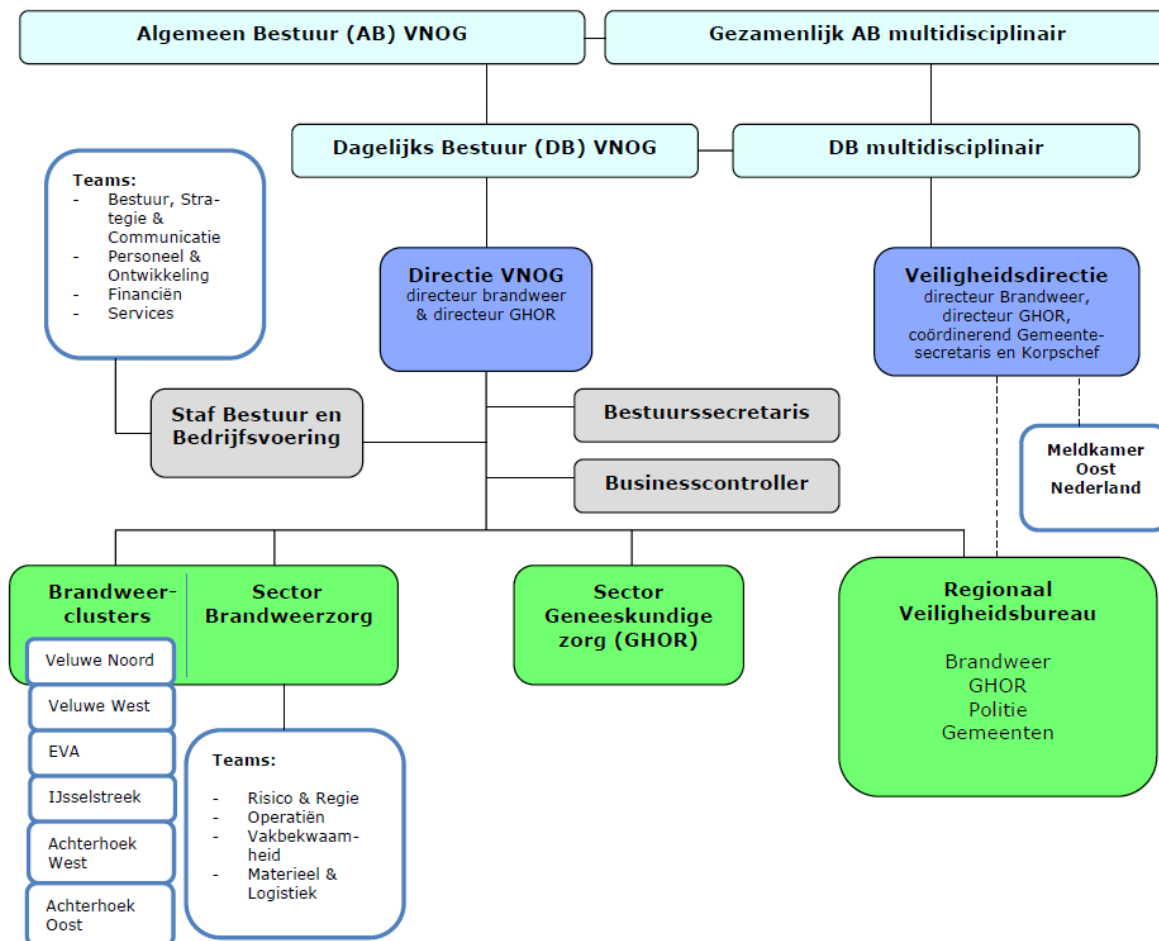 Algemeen Bestuur (AB) VNOG
Gezamenlijk AB multidisciplinair
Dagelijks Bestuur (DB) VNOG
DB multidisciplinair
Teams:
- Bestuur, Stra-
tegie &
Communicatie
- Personeel &
Ontwikkeling
- Financiën
- Services
Directie VNOG
directeur brandweer
& directeur GHOR
Veiligheidsdirectie
directeur Brandweer,
directeur GHOR,
coördinerend Gemeente-
secretaris en Korpschef
Staf Bestuur en
Bedrijfsvoering
Bestuurssecretaris
Businesscontroller
Meldkamer
Oost
Nederland
Brandweer-
clusters
Sector
Brandweerzorg
Sector
Geneeskundige
zorg (GHOR)
Regionaal
Veiligheidsbureau
Brandweer
GHOR
Politie
Gemeenten
Veluwe Noord
Veluwe West
EVA
IJsselstreek
Achterhoek
West
Achterhoek
Oost
Teams:
- Risico & Regie
- Operatiën
- Vakbekwaam-
heid
- Materieel &
Logistiek